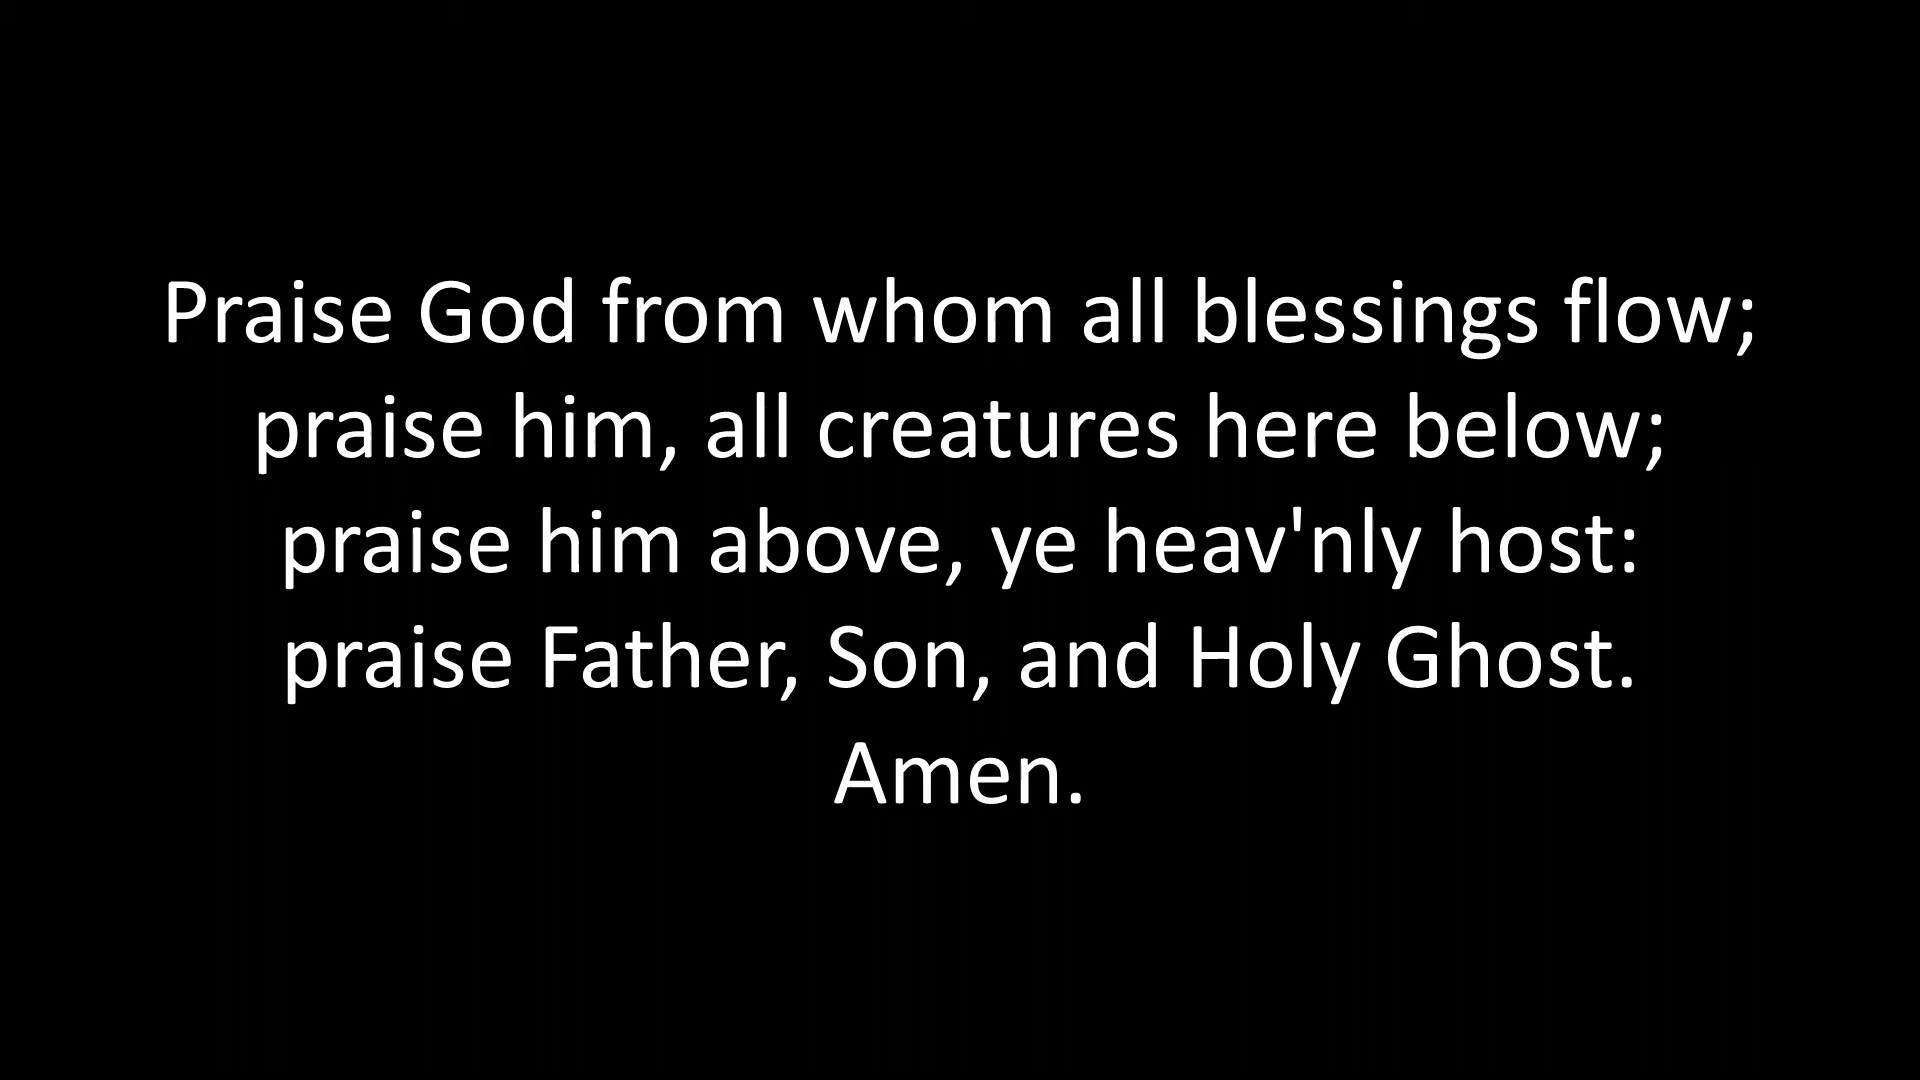 Praise God from whom all blessings flow;
praise him, all creatures here below;
praise him above, ye heav'nly host:
praise Father, Son, and Holy Ghost.
Amen.